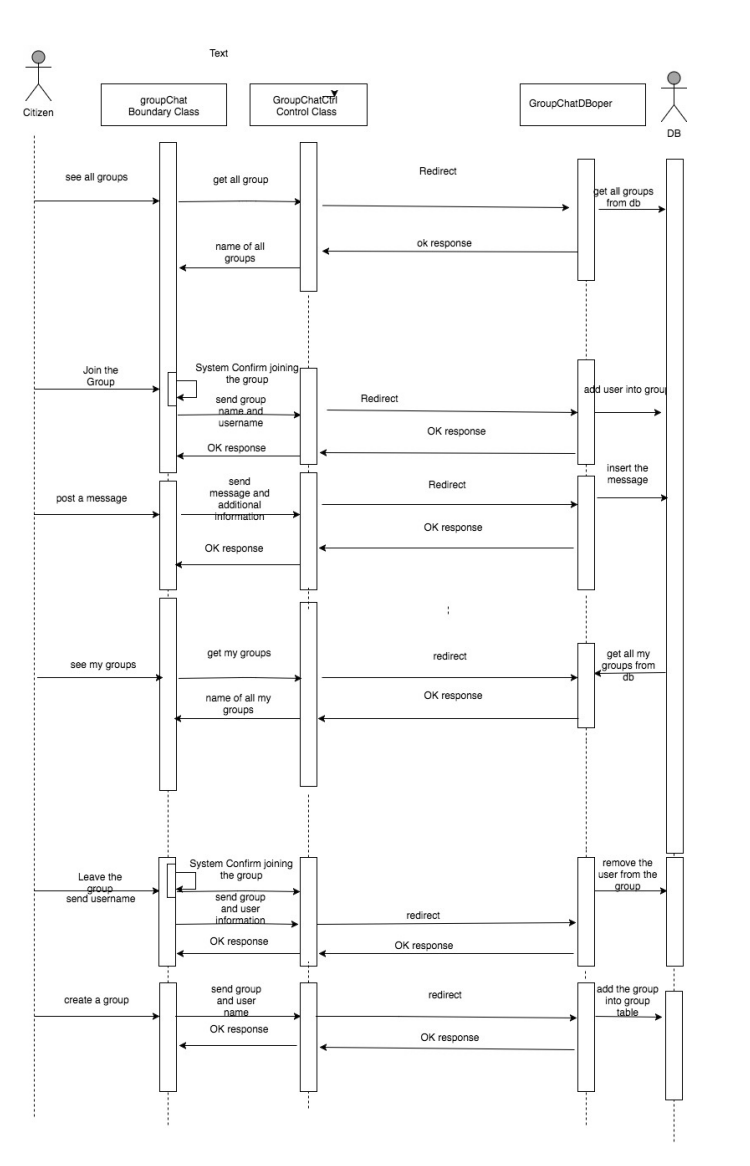 Text
Citizen
groupChat
Boundary Class
GroupChatCtrl
Control Class
GroupChatDBoper
DB
see all groups
get all group
Redirect
get all groups
from db
ok response
name of all
groups
Join the
Group
System Confirm joining
the group
send group
name and
username
Redirect
add user into group
OK response
OK response
post a message
send
message and
additional
information
Redirect
insert the
message
OK response
OK response
see my groups
get my groups
redirect
get all my
groups from
db
name of all my
groups
OK response
Leave the
group
send username
System Confirm joining
the group
send group
and user
information
redirect
remove the
user from the
group
OK response
OK response
create a group
send group
and user
name
redirect
add the group
into group
table
OK response
OK response